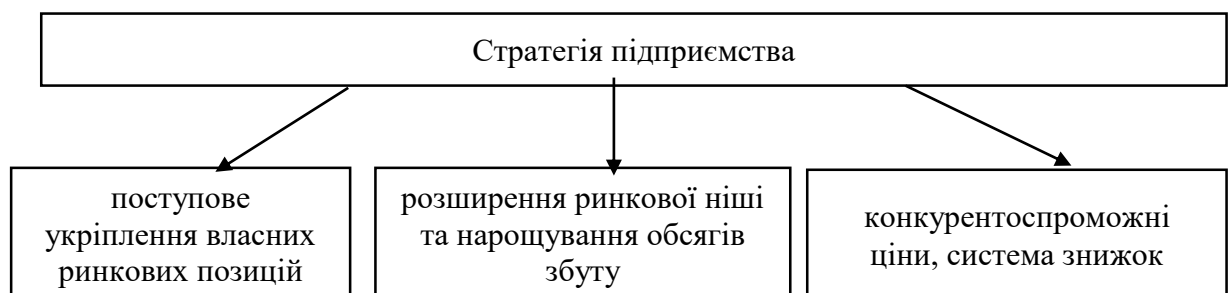 Стратегія підприємства
поступове
укріплення власних
ринкових позицій
розширення ринкової ніші
та нарощування обсягів
збуту
конкурентоспроможні
ціни, система знижок